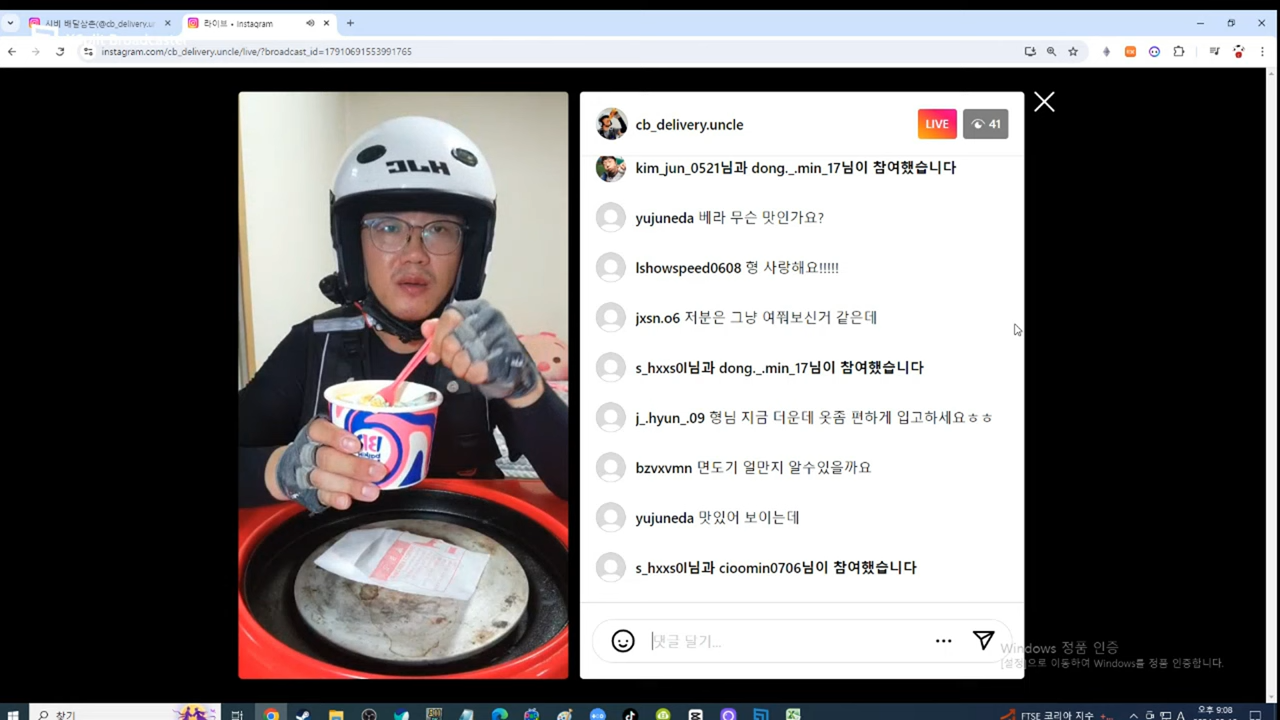 시바 배달삼촌(@cb_delivery.u
라이브 • Instagram
instagram.com/cb_delivery.uncle/live/?broadcast_id=17910691553991765
cb_delivery.uncle
LIVE
41
kim_jun_0521님과 dong._.min_17님이 참여했습니다
yujuneda 베라 무슨 맛인가요?
lshowspeed0608 형 사랑해요!!!!!
jxsn.o6 저분은 그냥 여쭤보신거 같은데
s_hxxs0l님과 dong._.min_17님이 참여했습니다
j_.hyun_.09 형님 지금 더운데 옷좀 편하게 입고하세요ㅎㅎ
bzvxvmn 면도기 얼만지 알수있을까요
yujuneda 맛있어 보이는데
s_hxxs0l님과 cioomin0706님이 참여했습니다
댓글 달기...
Windows 정품 인증
[설정]으로 이동하여 Windows를 정품 인증합니다.
찾기
FTSE 코리아 지수
오후 9:08